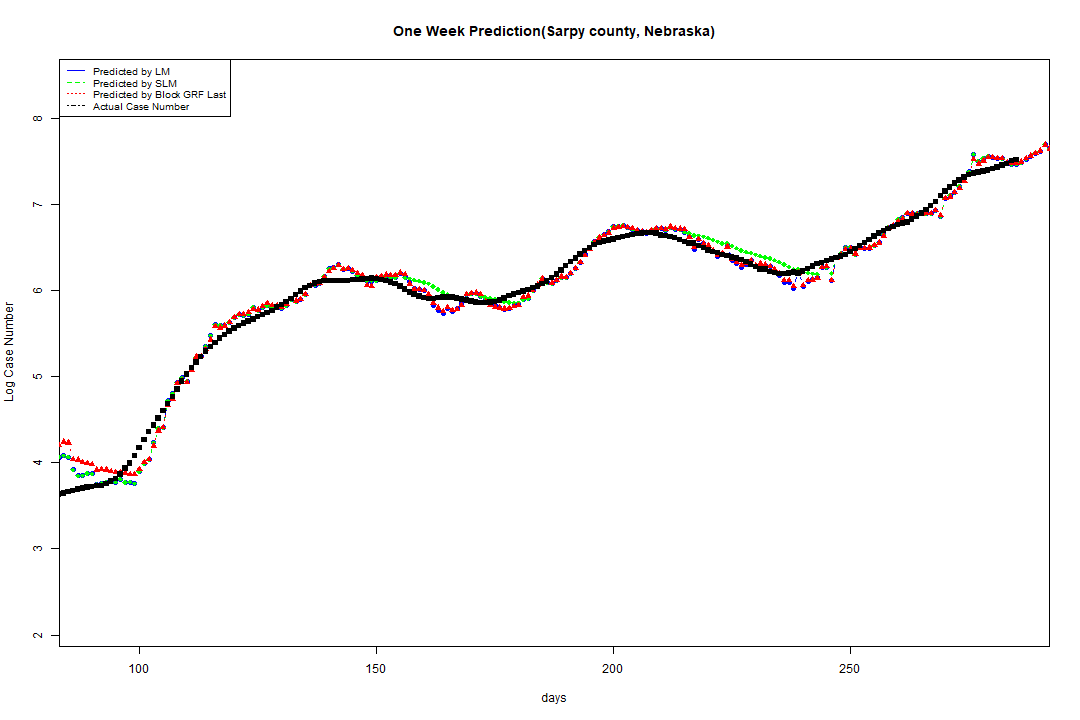 One Week Prediction(Sarpy county, Nebraska)
Predicted by LM
Predicted by SLM
Predicted by Block GRF Last
Actual Case Number
8
7
6
5
4
3
2
Log Case Number
100 150 200 250
days